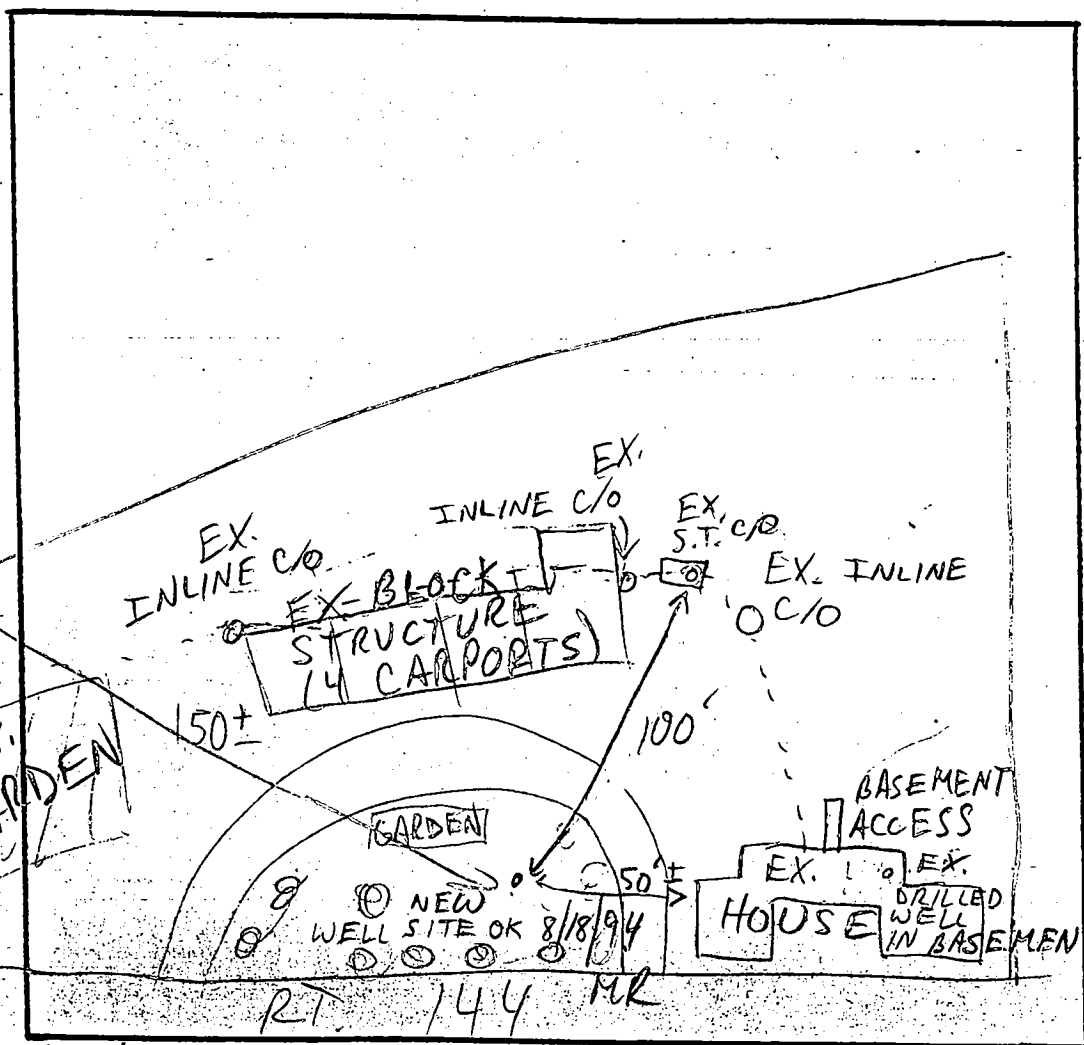 EX.
INLINE C/O
EX.
S.T. C/O
EX.
INLINE C/O
EX. INLINE
C/O
EX-BLOCK
STRUCTURE
(4 CARPORTS)
150±
100'
BASEMENT
ACCESS
GARDEN
50'±
EX.
HOUSE
EX.
DRILLED
WELL
IN BASEMEN
NEW
WELL SITE OK 8/18/94
MR
RT. 144